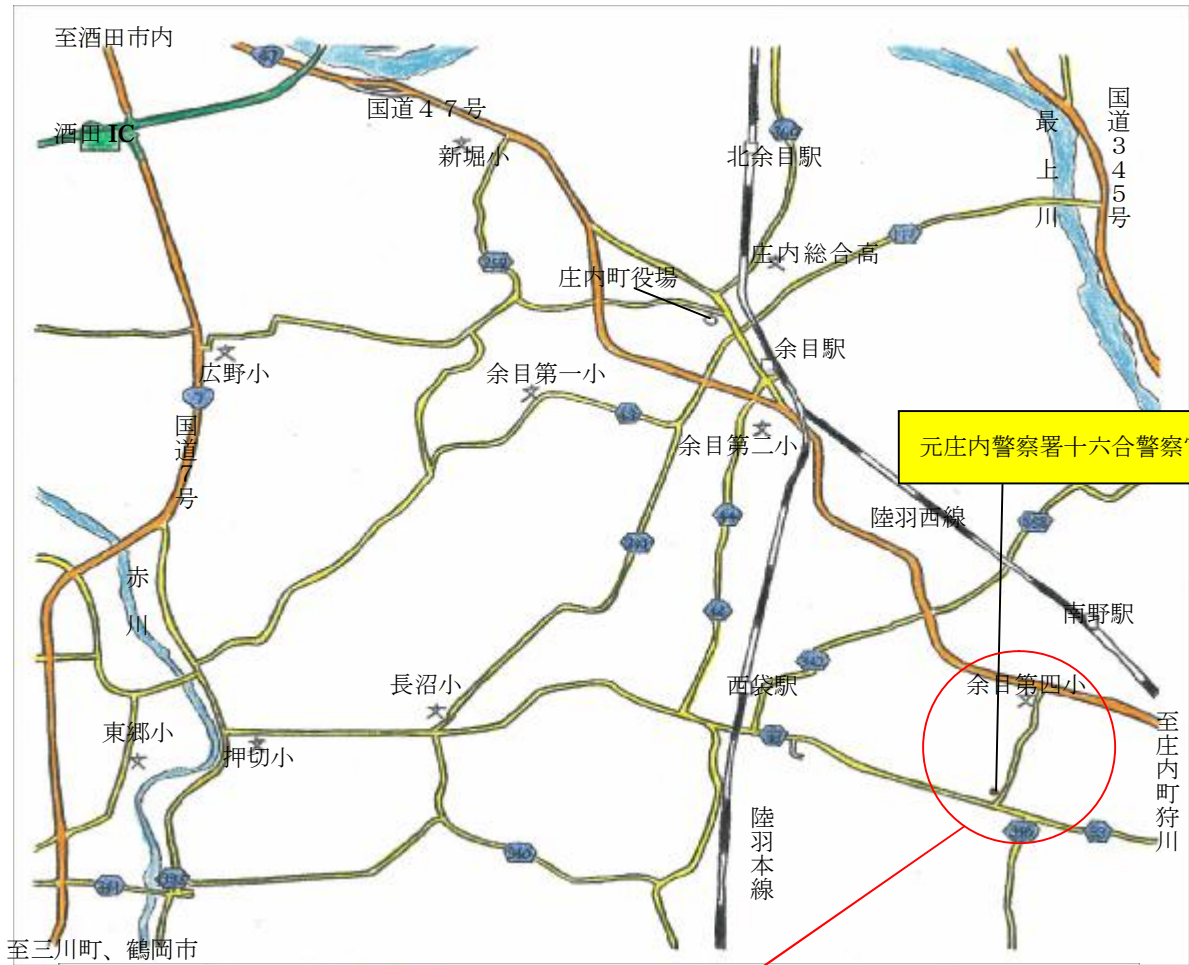 至酒田市内
国道４７号
酒田 IC
新堀小
北余目駅
最上川
国道３４５号
庄内総合高
庄内町役場
余目駅
広野小
余目第一小
7
国道７号
余目第二小
元庄内警察署十六合警察
陸羽西線
赤川
南野駅
長沼小
西袋駅
余目第四小
東郷小
押切小
至庄内町狩川
陸羽本線
至三川町、鶴岡市